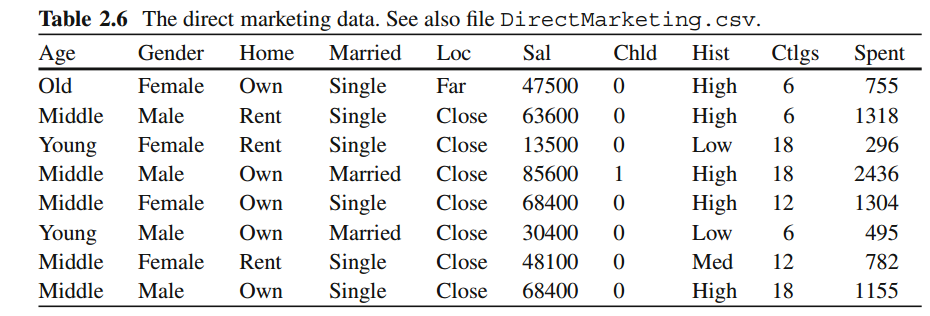 Table 2.6 The direct marketing data. See also file DirectMarketing.csv.
Age Gender Home Married Loc Sal Chld Hist Ctlgs Spent
Old Female Own Single Far 47500 0 High 6 755
Middle Male Rent Single Close 63600 0 High 6 1318
Young Female Rent Single Close 13500 0 Low 18 296
Middle Male Own Married Close 85600 1 High 18 2436
Middle Female Own Single Close 68400 0 High 12 1304
Young Male Own Married Close 30400 0 Low 6 495
Middle Female Rent Single Close 48100 0 Med 12 782
Middle Male Own Single Close 68400 0 High 18 1155